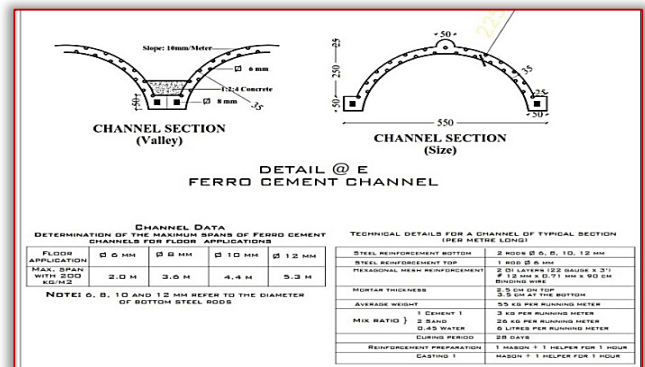 Slope: 10mm/Meter
Ø 6 mm
1:2:4 Concrete
Ø 8 mm
50
35
CHANNEL SECTION
(Valley)
50
225
25
250
50
35
25
50
550
CHANNEL SECTION
(Size)
DETAIL @ E
FERRO CEMENT CHANNEL
CHANNEL DATA
DETERMINATION OF THE MAXIMUM SPANS OF FERRO CEMENT
CHANNELS FOR FLOOR APPLICATIONS
FLOOR APPLICATION Ø 6 MM Ø 8 MM Ø 10 MM Ø 12 MM
MAX. SPAN WITH 200 KG/M2 2.0 M 3.6 M 4.4 M 5.3 M
NOTE: 6, 8, 10 AND 12 MM REFER TO THE DIAMETER
OF BOTTOM STEEL RODS
TECHNICAL DETAILS FOR A CHANNEL OF TYPICAL SECTION
(PER METRE LONG)
STEEL REINFORCEMENT BOTTOM 2 RODS Ø 6, 8, 10, 12 MM
STEEL REINFORCEMENT TOP 1 ROD Ø 6 MM
HEXAGONAL MESH REINFORCEMENT 2 GI LAYERS (22 GAUGE X 3')
# 12 MM X 0.71 MM X 90 CM
BINDING WIRE
MORTAR THICKNESS 2.5 CM ON TOP
3.5 CM AT THE BOTTOM
AVERAGE WEIGHT 55 KG PER RUNNING METER
MIX RATIO } 1 CEMENT 1 3 KG PER RUNNING METER
2 SAND 26 KG PER RUNNING METER
0.45 WATER 6 LITRES PER RUNNING METER
CURING PERIOD 28 DAYS
REINFORCEMENT PREPARATION 1 MASON + 1 HELPER FOR 1 HOUR
CASTING 1 MASON + 1 HELPER FOR 1 HOUR